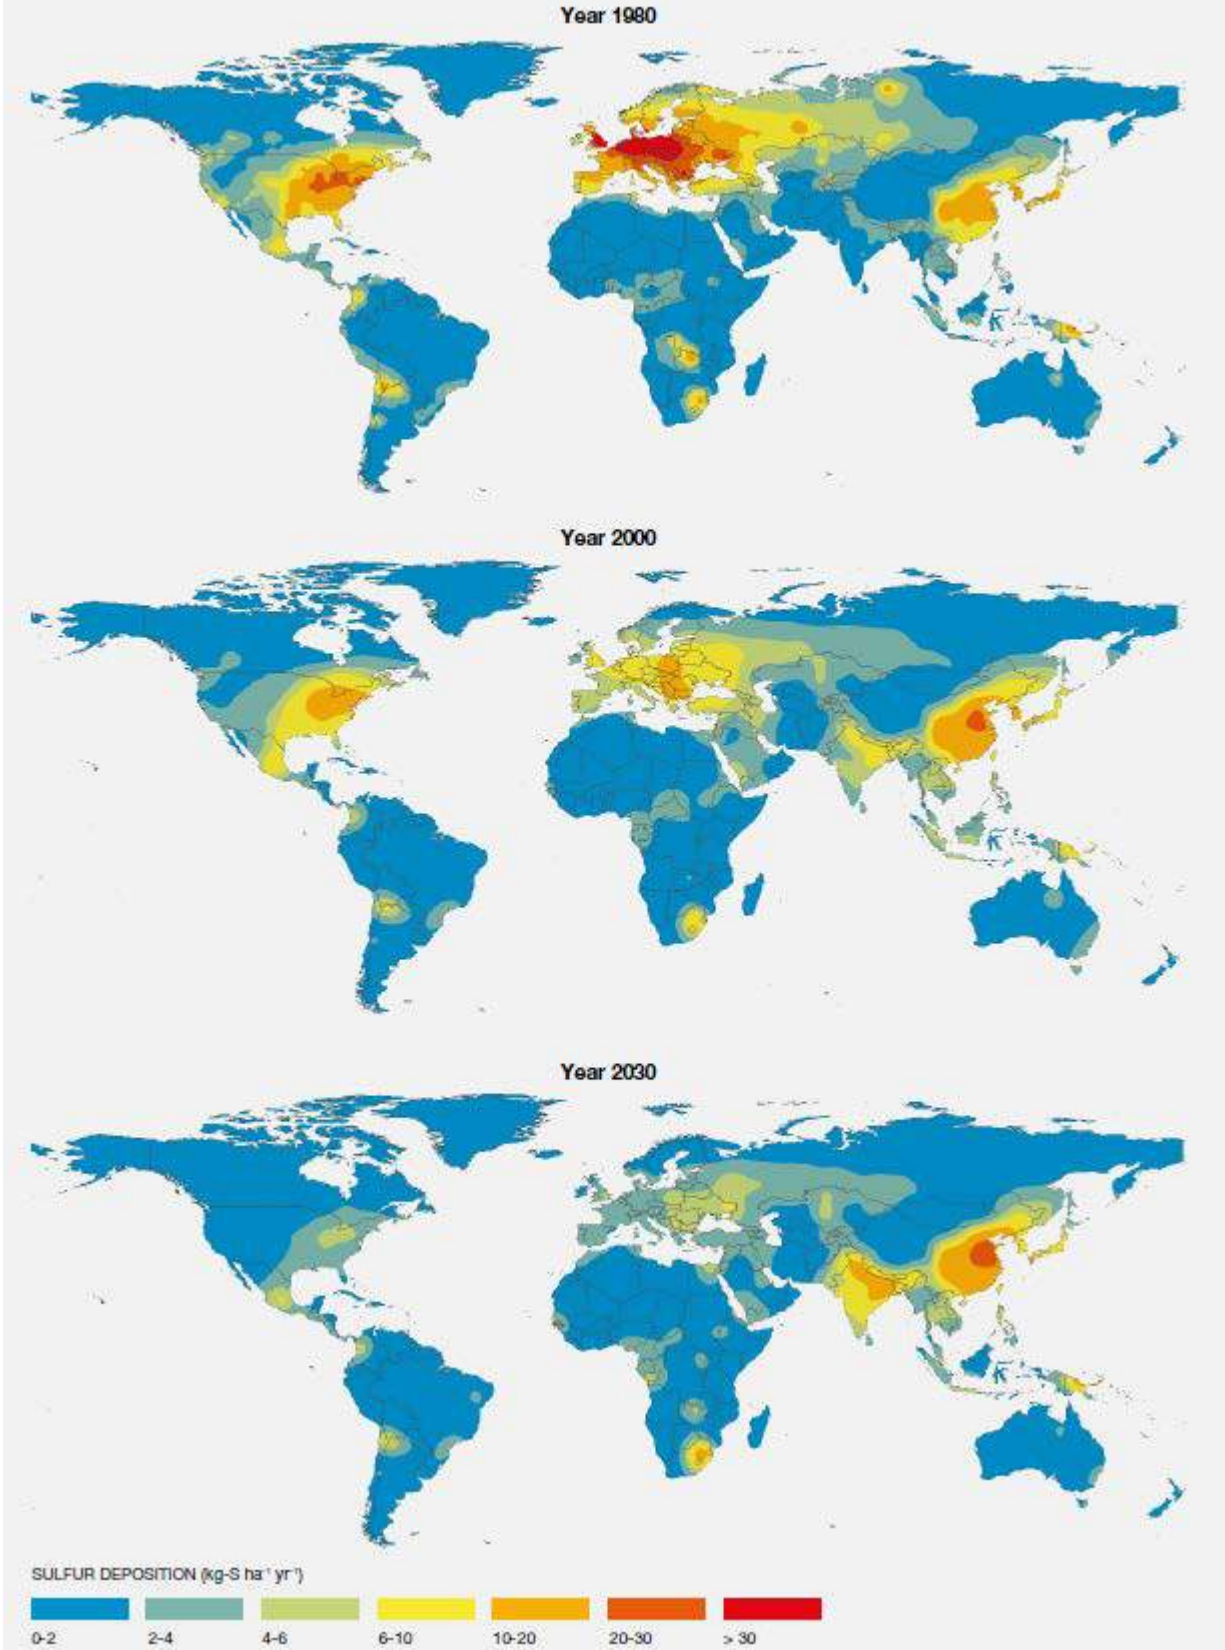 Year 1980
Year 2000
Year 2030
SULFUR DEPOSITION (kg-S ha⁻¹ yr⁻¹)
0-2 2-4 4-6 6-10 10-20 20-30 > 30